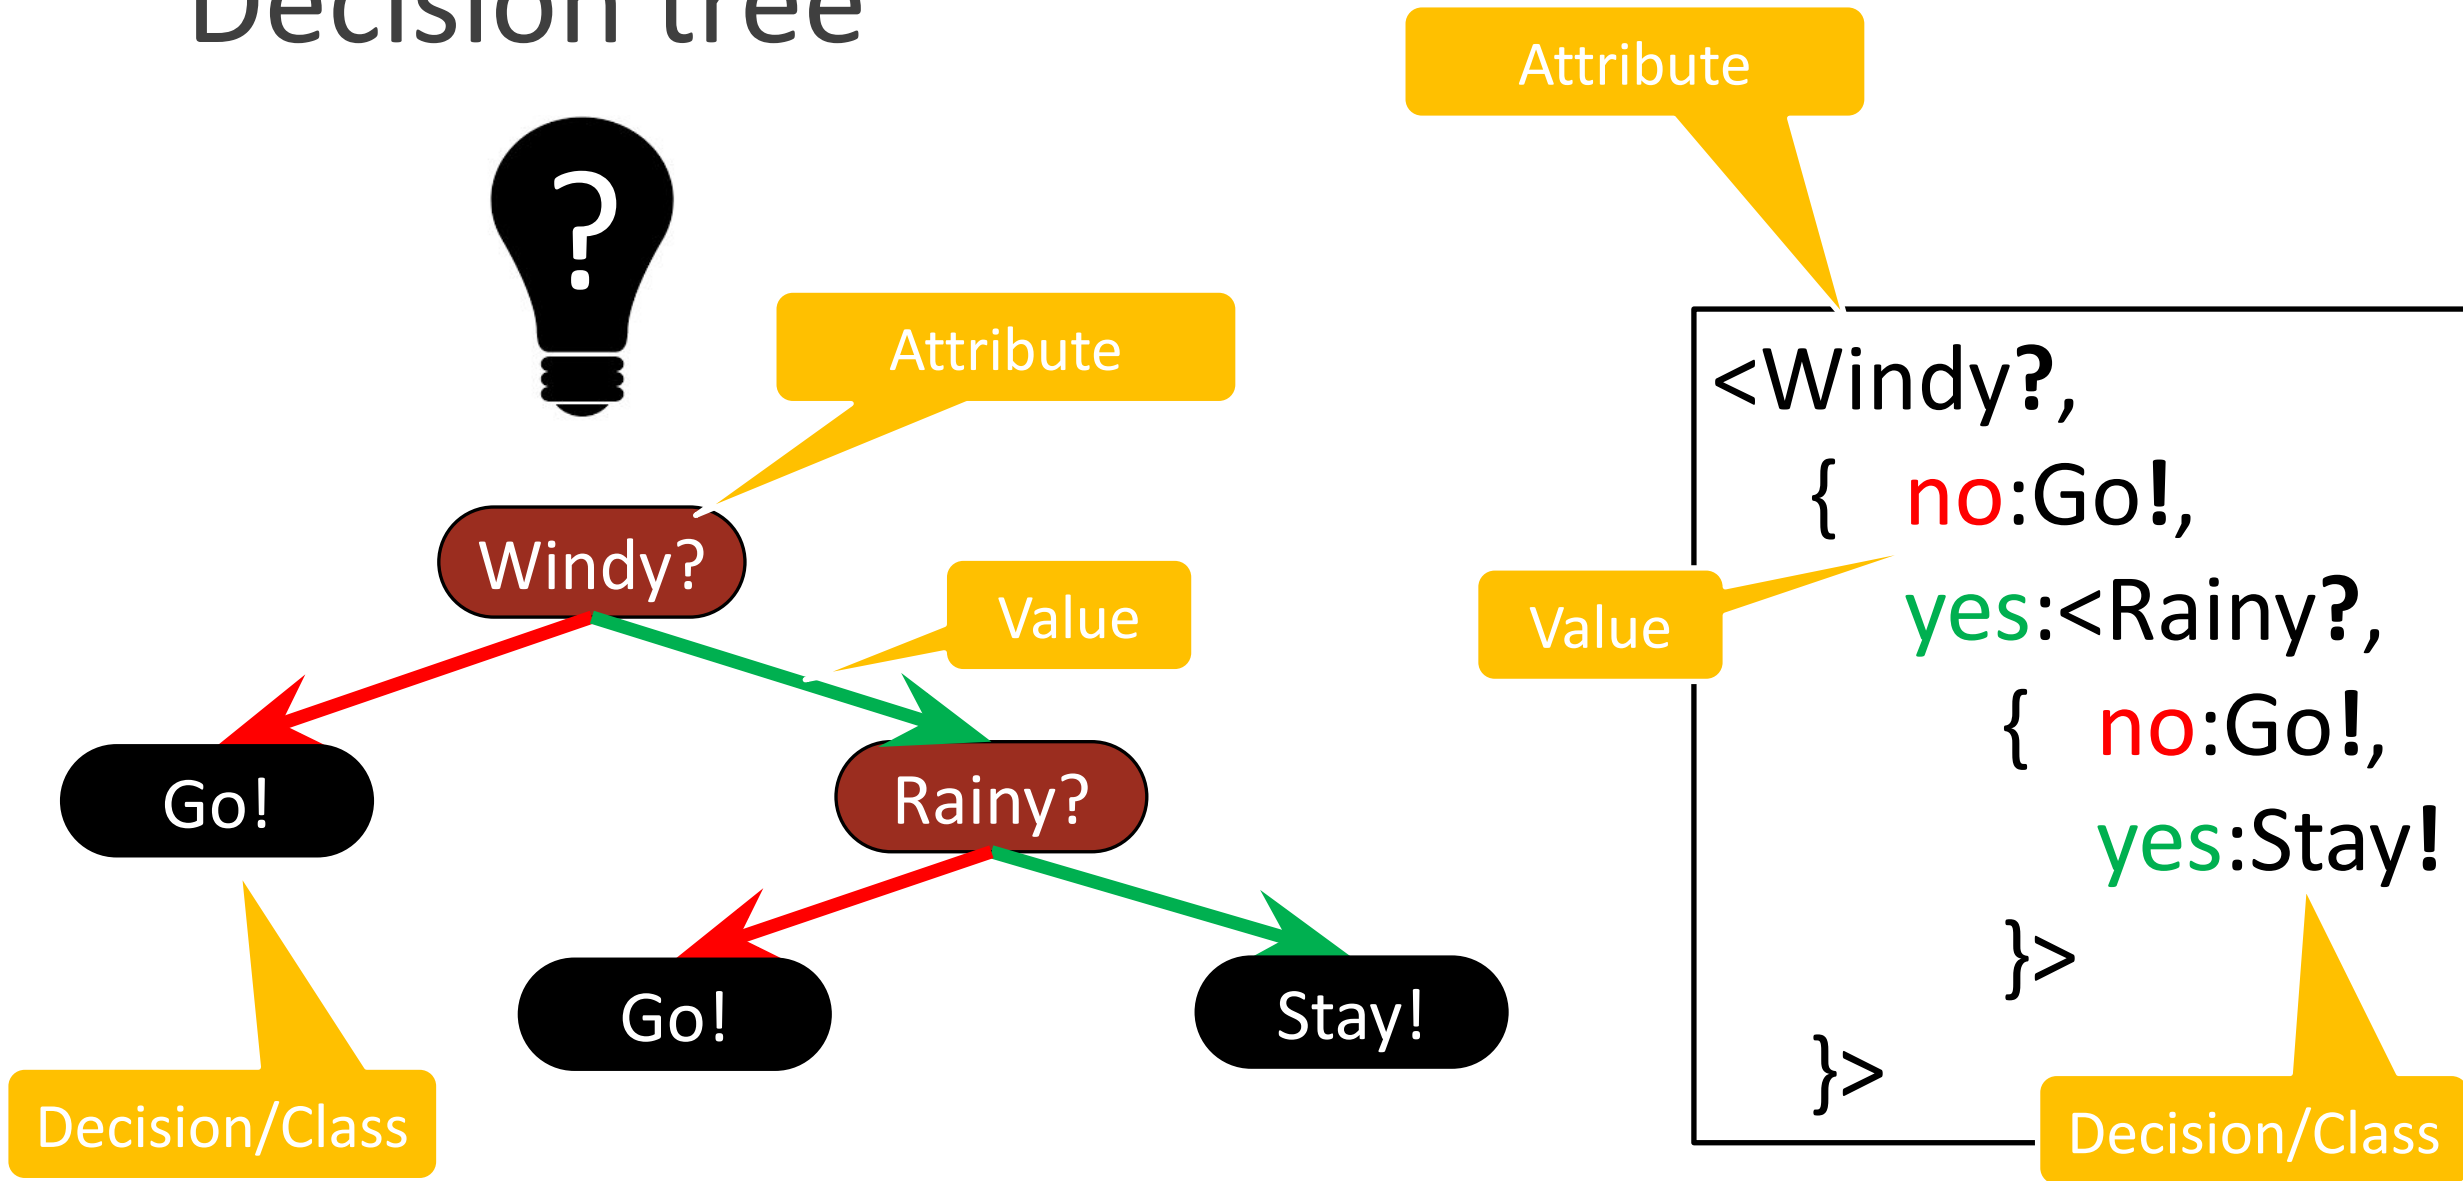 Decision tree
?
Attribute
Windy?
Value
Go!
Rainy?
Go!
Stay!
Decision/Class
Attribute
<Windy?,
{ no:Go!,
Value
yes:<Rainy?,
{ no:Go!,
yes:Stay!
}>
}>
Decision/Class